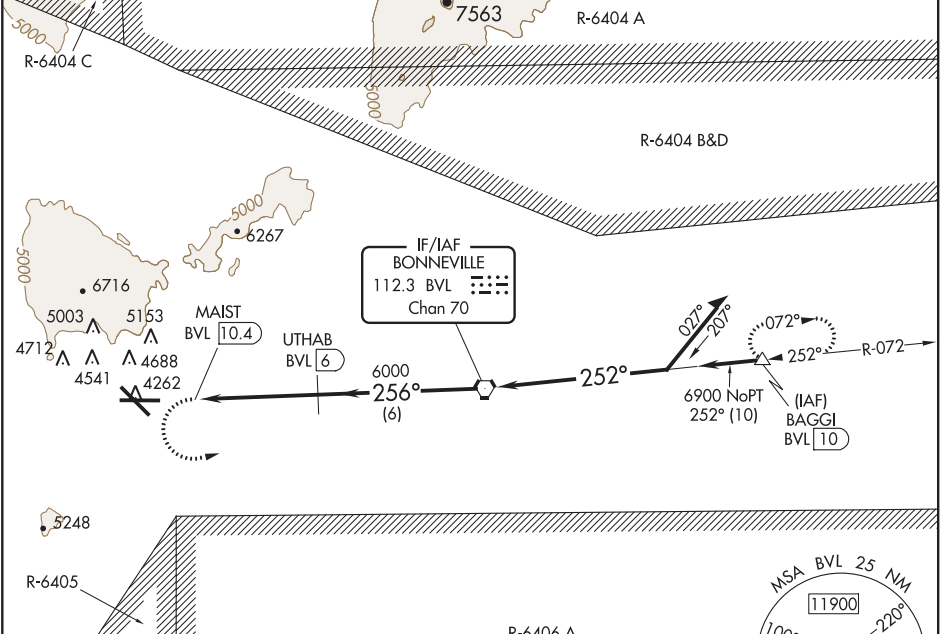 5000
R-6404 C
7563
R-6404 A
5000
R-6404 B&D
5000
6267
5000
6716
5003
5153
4712
4541
4688
4262
MAIST
BVL 10.4
UTHAB
BVL 6
IF/IAF
BONNEVILLE
112.3 BVL
Chan 70
6000
256°
(6)
252°
027°
207°
072°
252°
R-072
6900 NoPT
252° (10)
(IAF)
BAGGI
BVL 10
5248
R-6405
R-6406 A
MSA BVL 25 NM
11900
220°